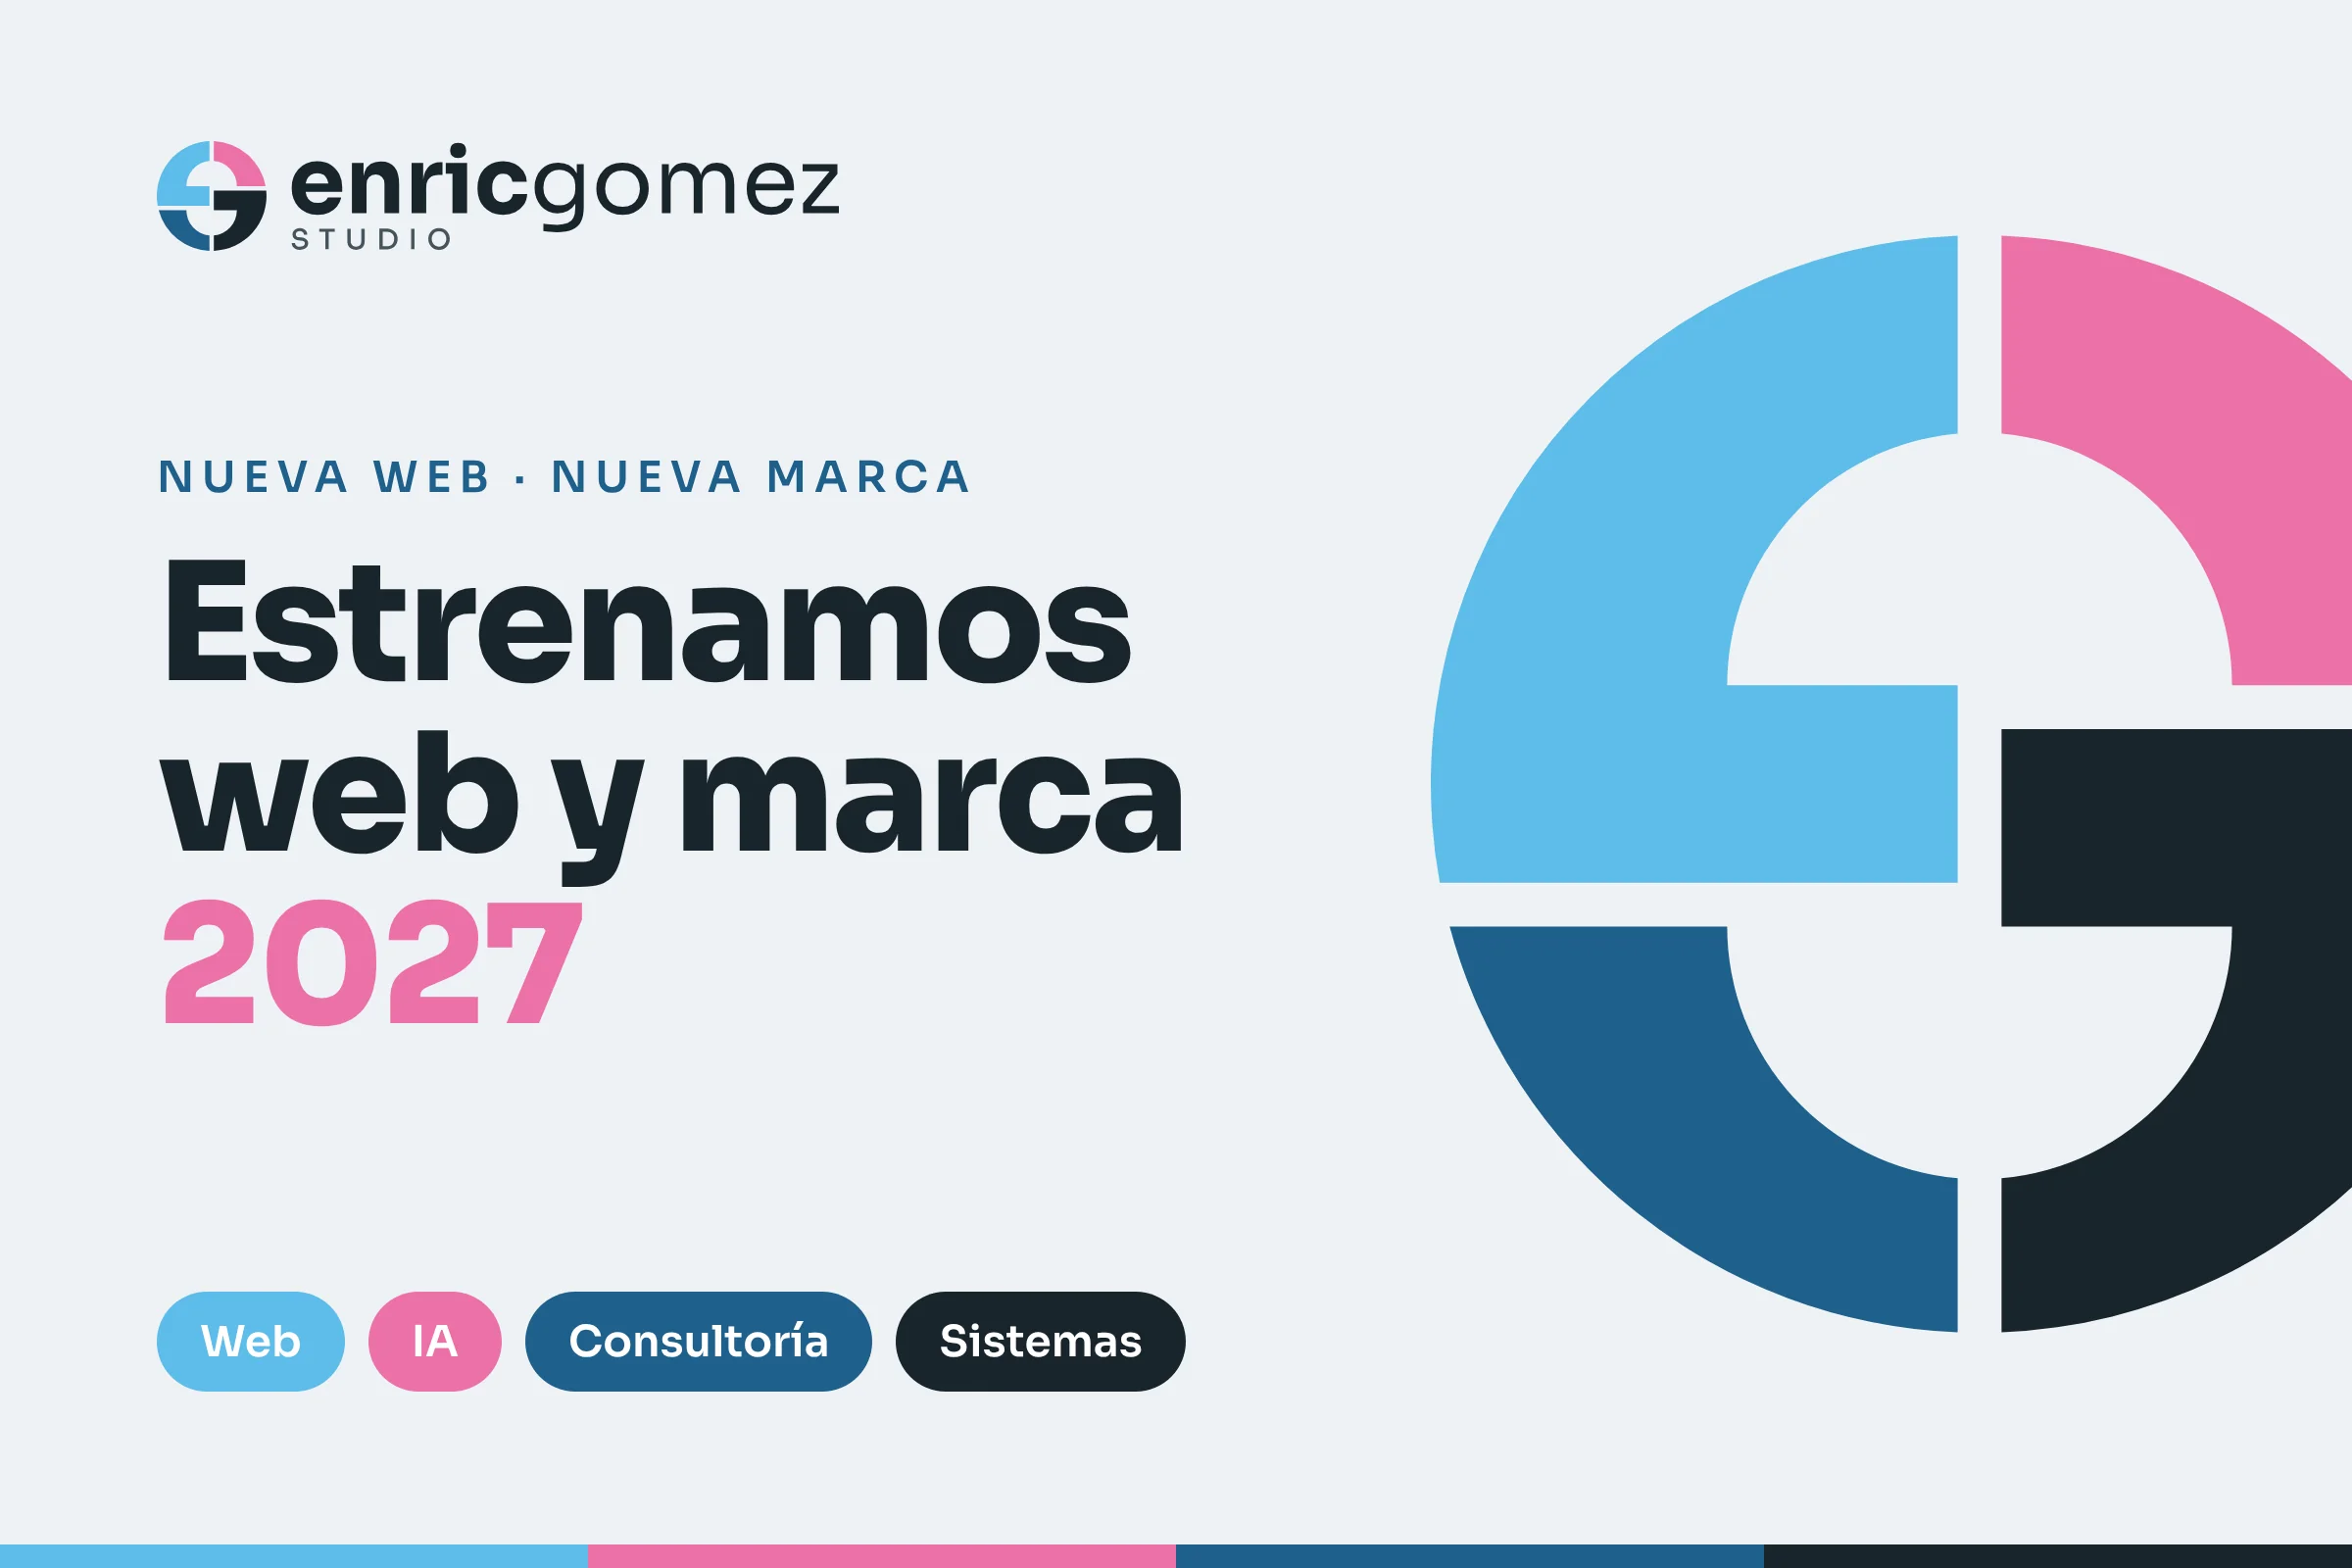 enricgomez
STUDIO
NUEVA WEB · NUEVA MARCA
Estrenamos
web y marca
2027
Web
IA
Consultoría
Sistemas